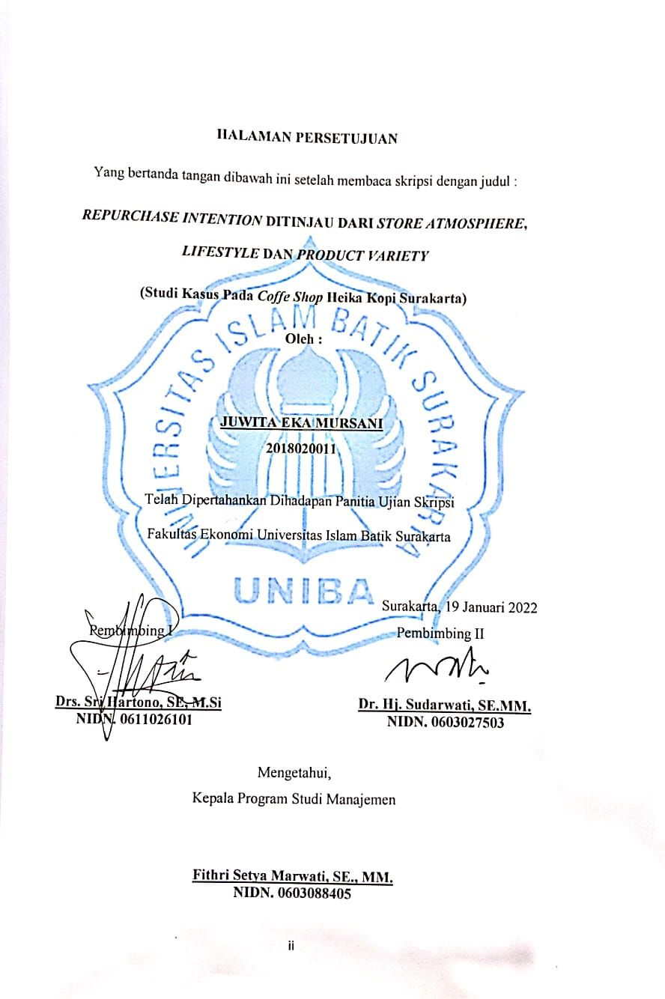 HALAMAN PERSETUJUAN
Yang bertanda tangan dibawah ini setelah membaca skripsi dengan judul :
REPURCHASE INTENTION DITINJAU DARI STORE ATMOSPHERE,
LIFESTYLE DAN PRODUCT VARIETY
(Studi Kasus Pada Coffe Shop Heika Kopi Surakarta)
UNIVERSITAS ISLAM BATIK SURAKARTA
Oleh :
JUWITA EKA MURSANI
2018020011
Telah Dipertahankan Dihadapan Panitia Ujian Skripsi
Fakultas Ekonomi Universitas Islam Batik Surakarta
UNIBA
Surakarta, 19 Januari 2022
Pembimbing I
Pembimbing II
Drs. Sri Hartono, SE, M.Si
NIDN. 0611026101
Dr. Hj. Sudarwati, SE.MM.
NIDN. 0603027503
Mengetahui,
Kepala Program Studi Manajemen
Fithri Setya Marwati, SE., MM.
NIDN. 0603088405
ii